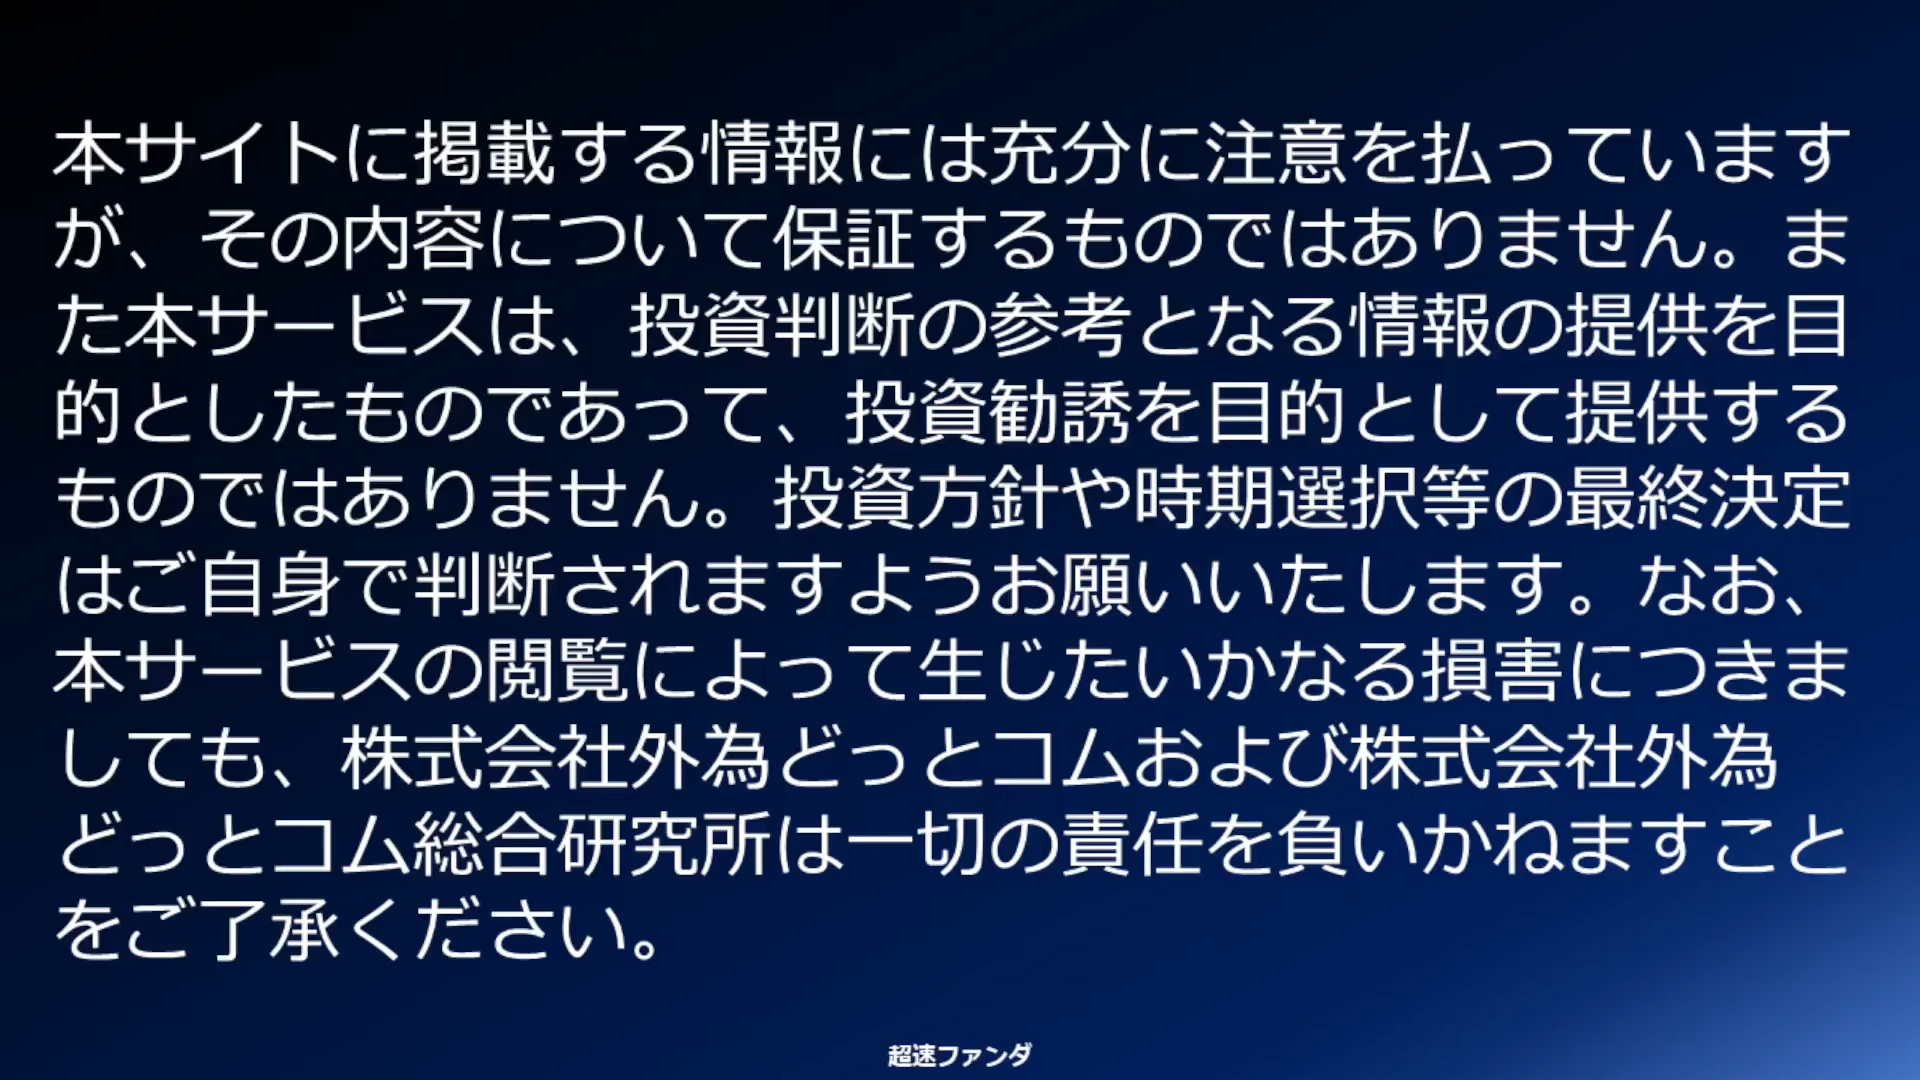 本サイトに掲載する情報には充分に注意を払っています
が、その内容について保証するものではありません。ま
た本サービスは、投資判断の参考となる情報の提供を目
的としたものであって、投資勧誘を目的として提供する
ものではありません。投資方針や時期選択等の最終決定
はご自身で判断されますようお願いいたします。なお、
本サービスの閲覧によって生じたいかなる損害につきま
しても、株式会社外為どっとコムおよび株式会社外為
どっとコム総合研究所は一切の責任を負いかねますこと
をご了承ください。
超速ファンダ